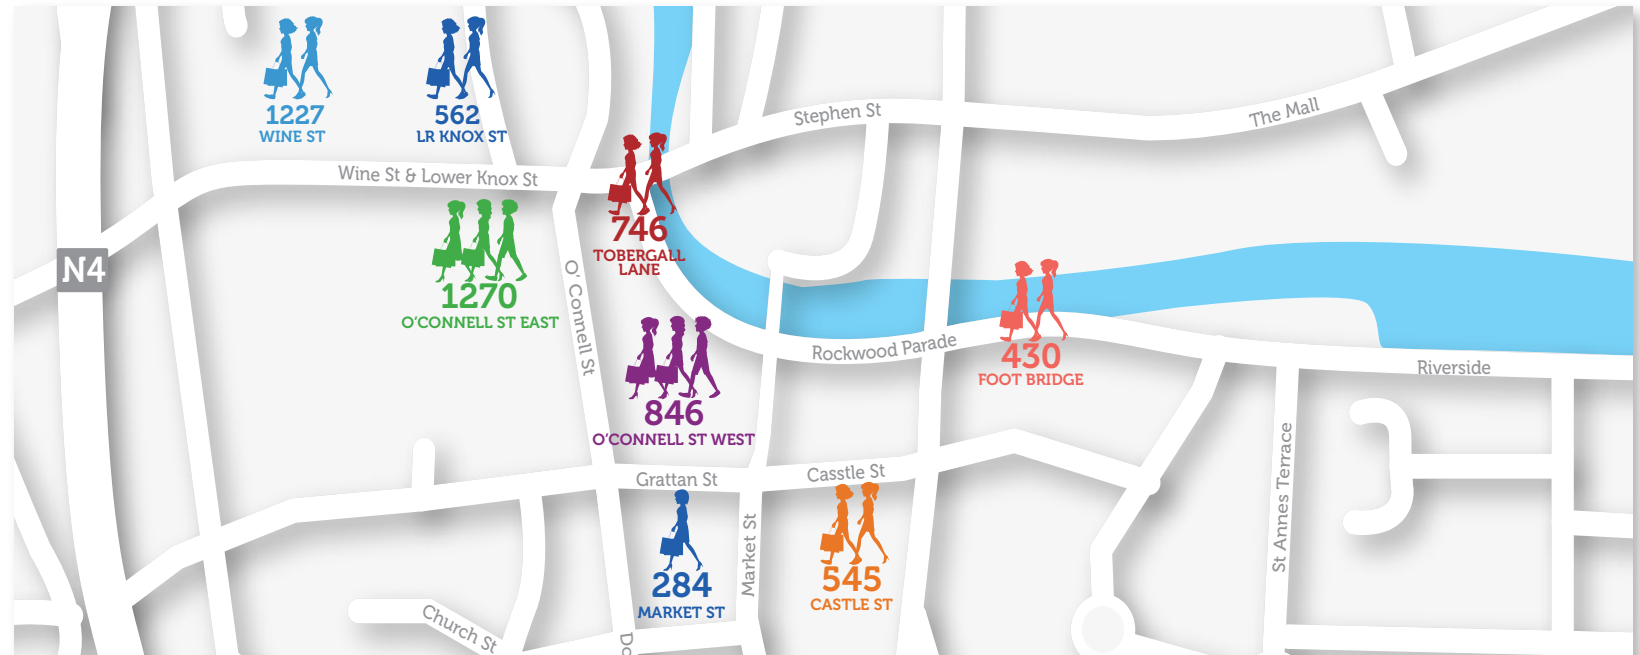 1227
WINE ST
562
LR KNOX ST
Stephen St
The Mall
Wine St & Lower Knox St
746
TOBERGALL
LANE
N4
1270
O'CONNELL ST EAST
O' Connell St
Rockwood Parade
430
FOOT BRIDGE
Riverside
846
O'CONNELL ST WEST
Grattan St
Casstle St
St Annes Terrace
Market St
284
MARKET ST
545
CASTLE ST
Church St